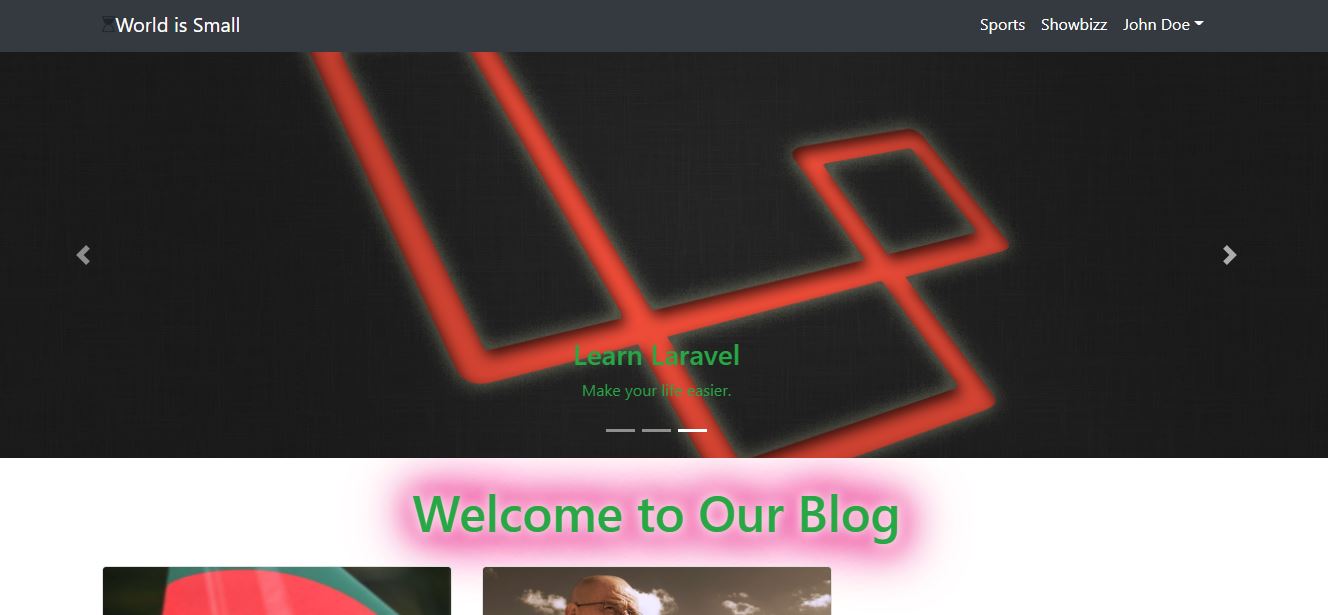 World is Small
Sports Showbizz John Doe
Learn Laravel
Make your life easier.
Welcome to Our Blog